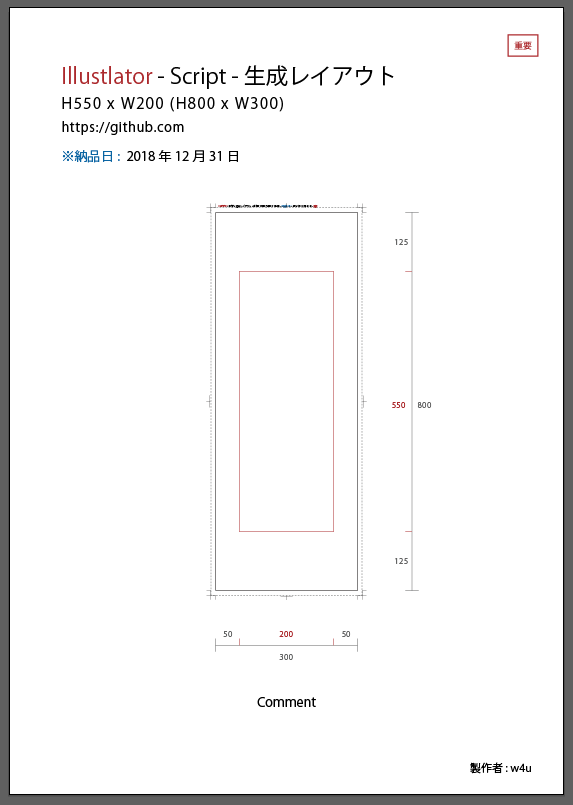 重要
Illustlator - Script - 生成レイアウト
H550 x W200 (H800 x W300)
https://github.com
※納品日 : 2018 年 12 月 31 日
125
550 800
125
50 200 50
300
Comment
製作者 : w4u